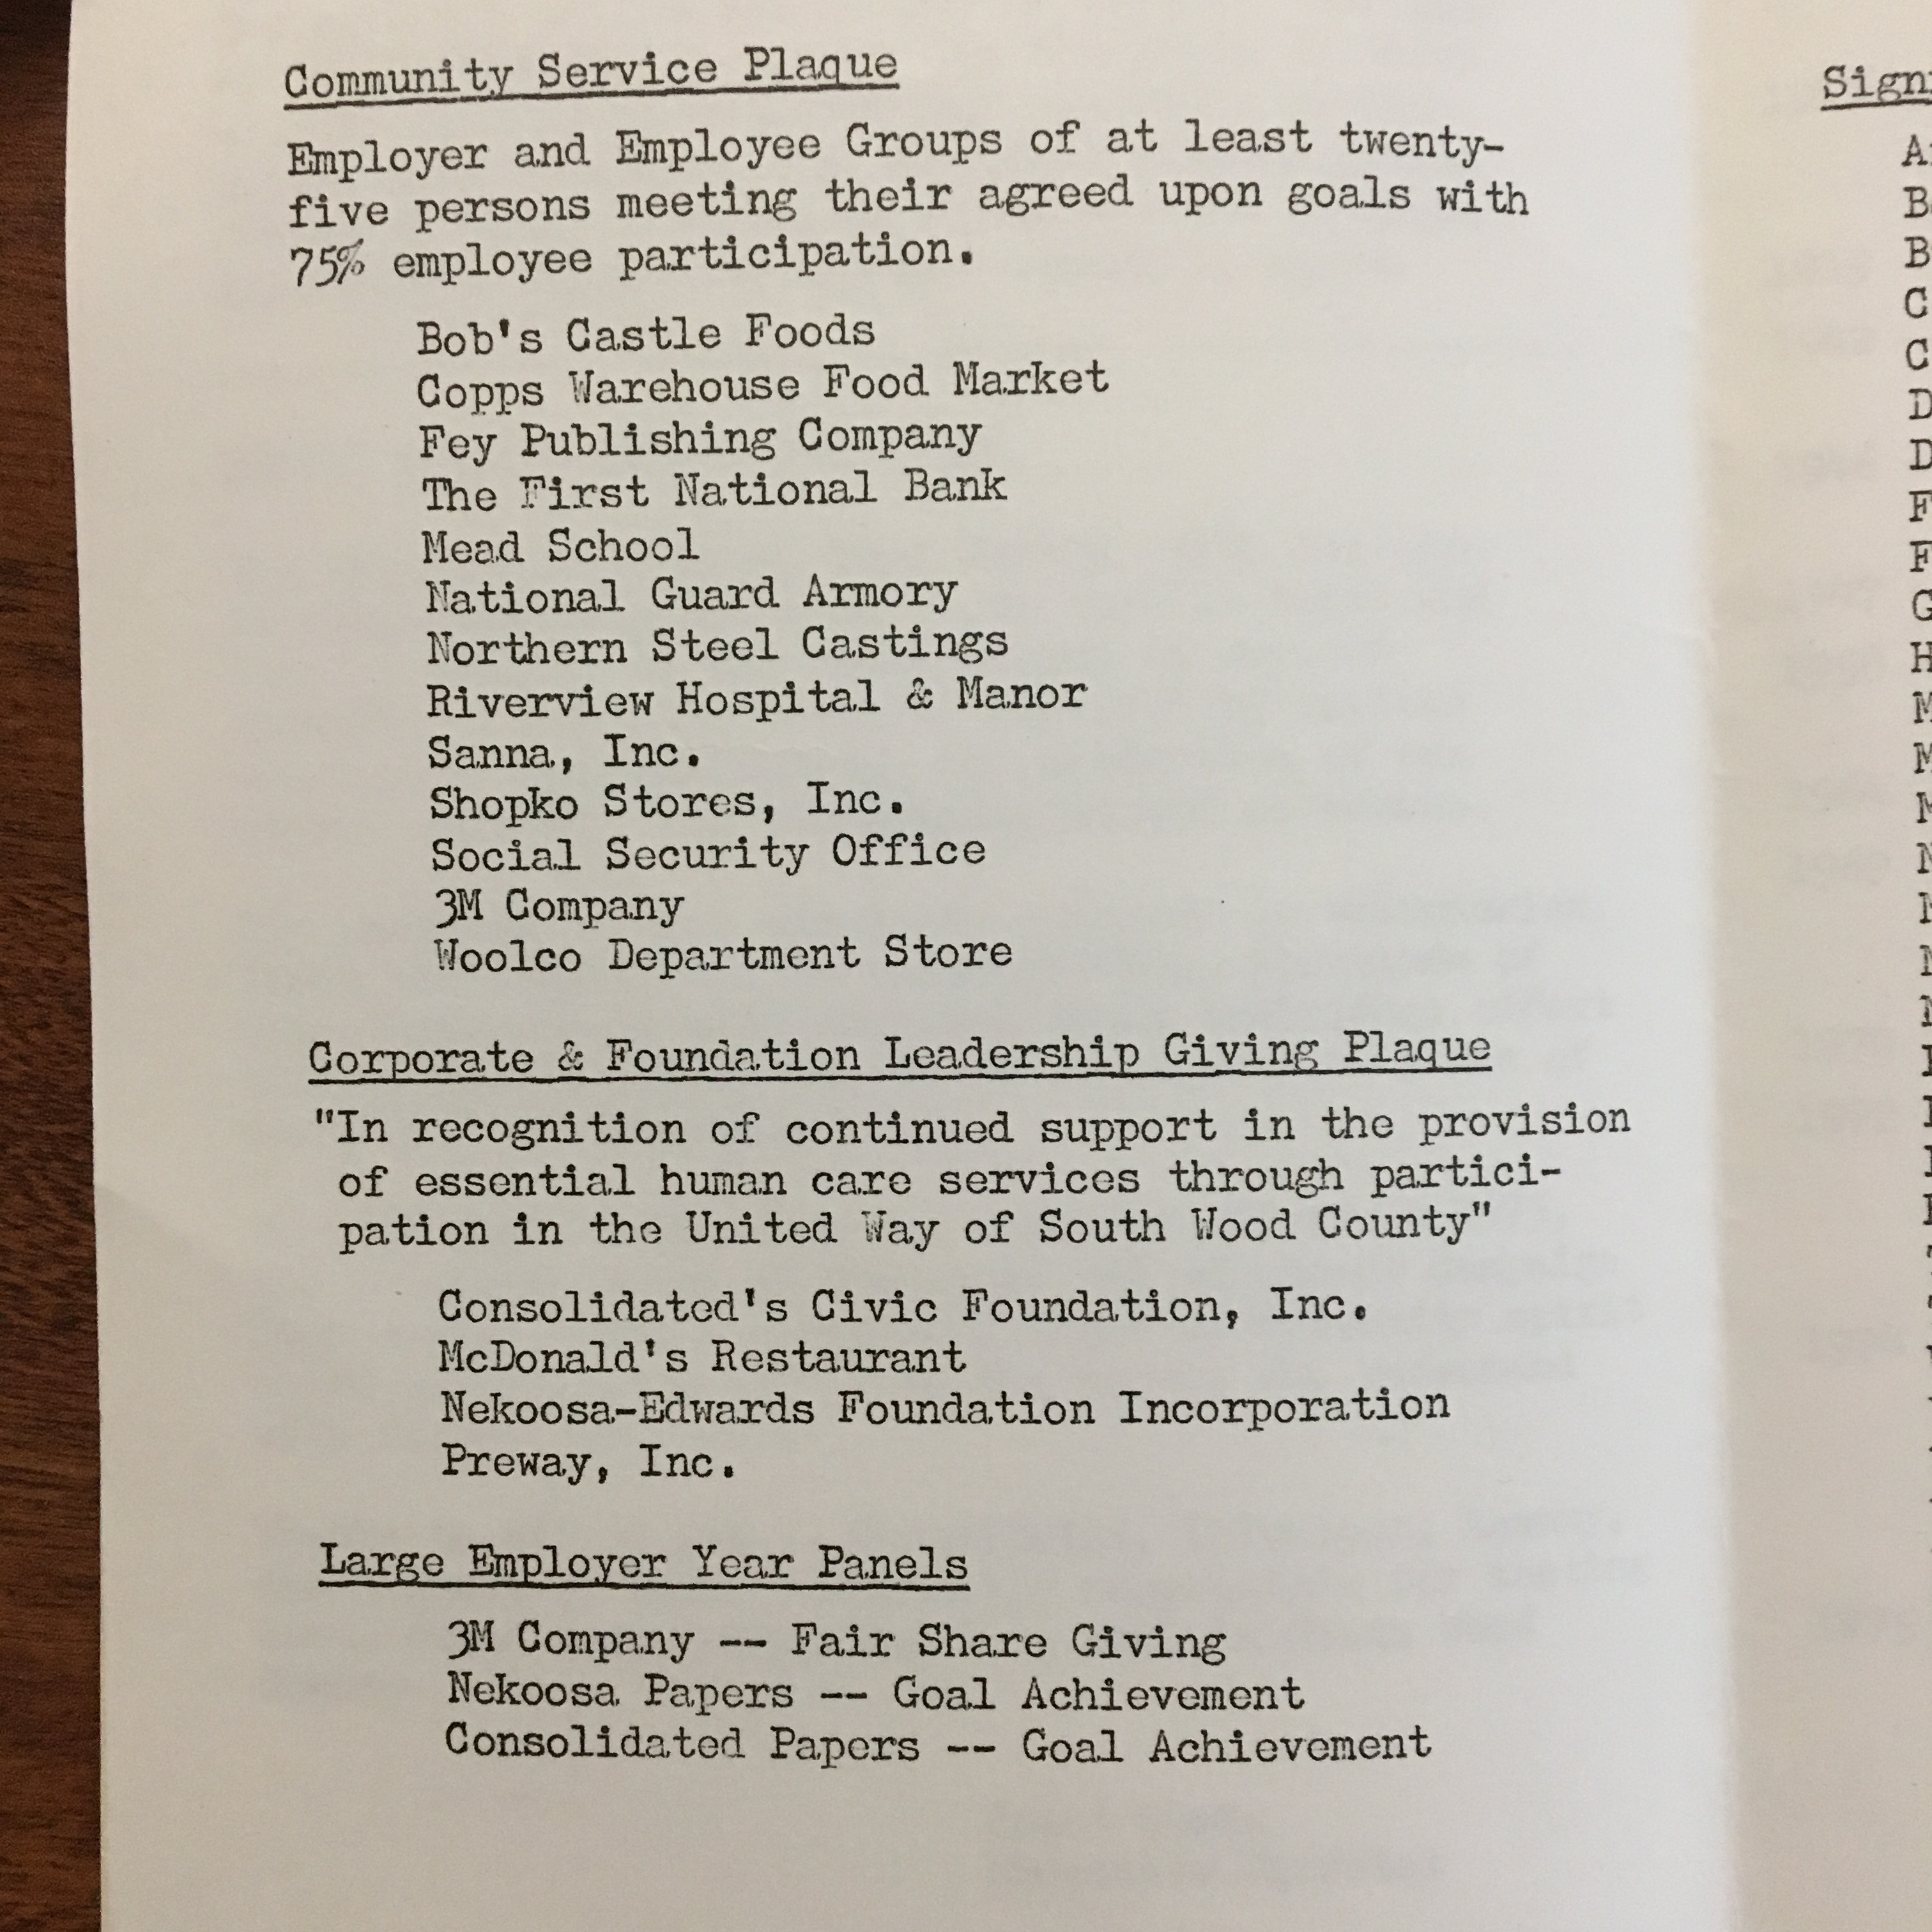 Community Service Plaque
Employer and Employee Groups of at least twenty-
five persons meeting their agreed upon goals with
75% employee participation.
Bob's Castle Foods
Copps Warehouse Food Market
Fey Publishing Company
The First National Bank
Mead School
National Guard Armory
Northern Steel Castings
Riverview Hospital & Manor
Sanna, Inc.
Shopko Stores, Inc.
Social Security Office
3M Company
Woolco Department Store
Corporate & Foundation Leadership Giving Plaque
"In recognition of continued support in the provision
of essential human care services through partici-
pation in the United Way of South Wood County"
Consolidated's Civic Foundation, Inc.
McDonald's Restaurant
Nekoosa-Edwards Foundation Incorporation
Preway, Inc.
Large Employer Year Panels
3M Company -- Fair Share Giving
Nekoosa Papers -- Goal Achievement
Consolidated Papers -- Goal Achievement